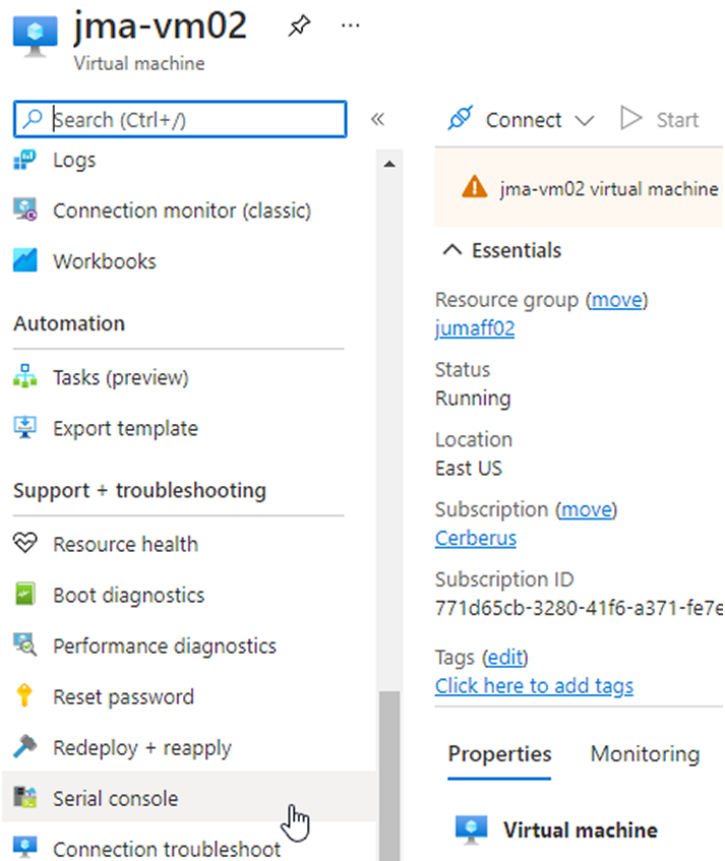 jma-vm02
Virtual machine
Search (Ctrl+/)
Logs
Connection monitor (classic)
Workbooks
Automation
Tasks (preview)
Export template
Support + troubleshooting
Resource health
Boot diagnostics
Performance diagnostics
Reset password
Redeploy + reapply
Serial console
Connection troubleshoot
Connect
Start
jma-vm02 virtual machine
Essentials
Resource group (move)
jumaff02
Status
Running
Location
East US
Subscription (move)
Cerberus
Subscription ID
771d65cb-3280-41f6-a371-fe7e
Tags (edit)
Click here to add tags
Properties
Monitoring
Virtual machine